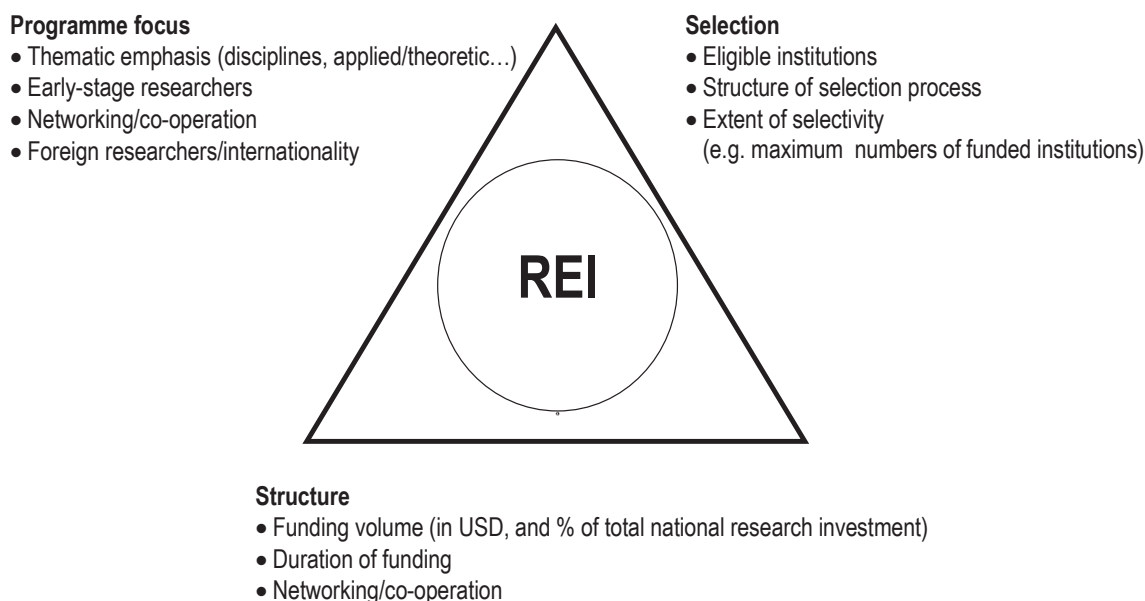 Programme focus
• Thematic emphasis (disciplines, applied/theoretic…)
• Early-stage researchers
• Networking/co-operation
• Foreign researchers/internationality
Selection
• Eligible institutions
• Structure of selection process
• Extent of selectivity
(e.g. maximum numbers of funded institutions)
REI
Structure
• Funding volume (in USD, and % of total national research investment)
• Duration of funding
• Networking/co-operation